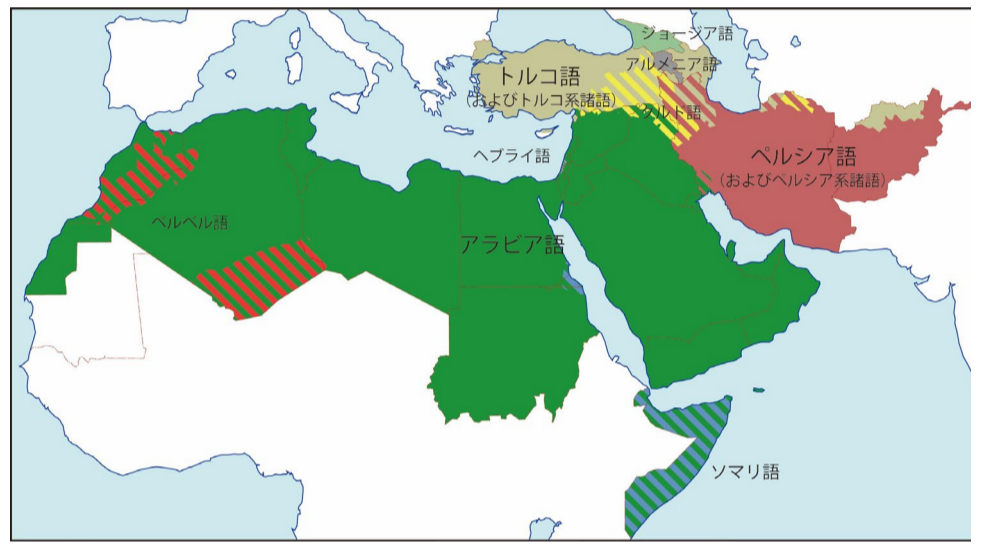 ジョージア語
アルメニア語
トルコ語
(およびトルコ系諸語)
クルド語
ヘブライ語
ペルシア語
(およびペルシア系諸語)
ベルベル語
アラビア語
ソマリ語